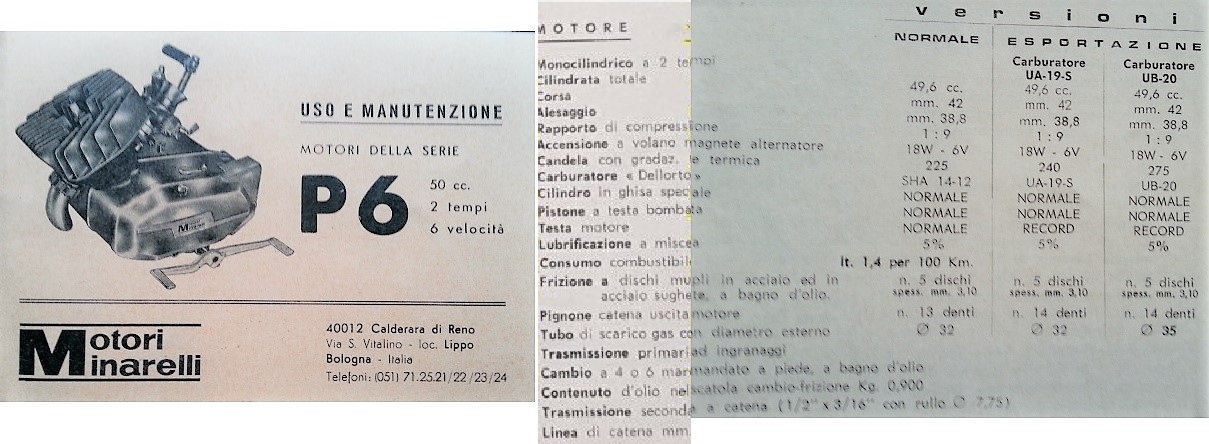 USO E MANUTENZIONE
MOTORI DELLA SERIE
P6
50 cc.
2 tempi
6 velocità
Motori
Minarelli
40012 Calderara di Reno
Via S. Vitalino - loc. Lippo
Bologna - Italia
Telefoni: (051) 71.25.21/22/23/24
versioni
MOTORE NORMALE ESPORTAZIONE
Carburatore UA-19-S Carburatore UB-20
Monocilindrico a 2 tempi
Cilindrata totale 49,6 cc. 49,6 cc. 49,6 cc.
Corsa mm. 42 mm. 42 mm. 42
Alesaggio mm. 38,8 mm. 38,8 mm. 38,8
Rapporto di compressione 1 : 9 1 : 9 1 : 9
Accensione a volano magnete alternatore 18W - 6V 18W - 6V 18W - 6V
Candela con gradaz. e termica 225 240 275
Carburatore « Dellorto » SHA 14-12 UA-19-S UB-20
Cilindro in ghisa speciale NORMALE NORMALE NORMALE
Pistone a testa bombata NORMALE NORMALE NORMALE
Testa motore NORMALE RECORD RECORD
Lubrificazione a miscea 5% 5% 5%
Consumo combustibil lt. 1,4 per 100 Km.
Frizione a dischi mupli in acciaio ed in n. 5 dischi n. 5 dischi n. 5 dischi
acciaio sughete, a bagno d'olio. spess. mm. 3,10 spess. mm. 3,10 spess. mm. 3,10
Pignone catena uscita motore n. 13 denti n. 14 denti n. 14 denti
Tubo di scarico gas con diametro esterno Ø 32 Ø 32 Ø 35
Trasmissione primari ad ingranaggi
Cambio a 4 o 6 mar mandato a piede, a bagno d'olio
Contenuto d'olio nel scatola cambio-frizione Kg. 0,900
Trasmissione second a catena (1/2" x 3/16" con rullo Ø 7,75)
Linea di catena mm.